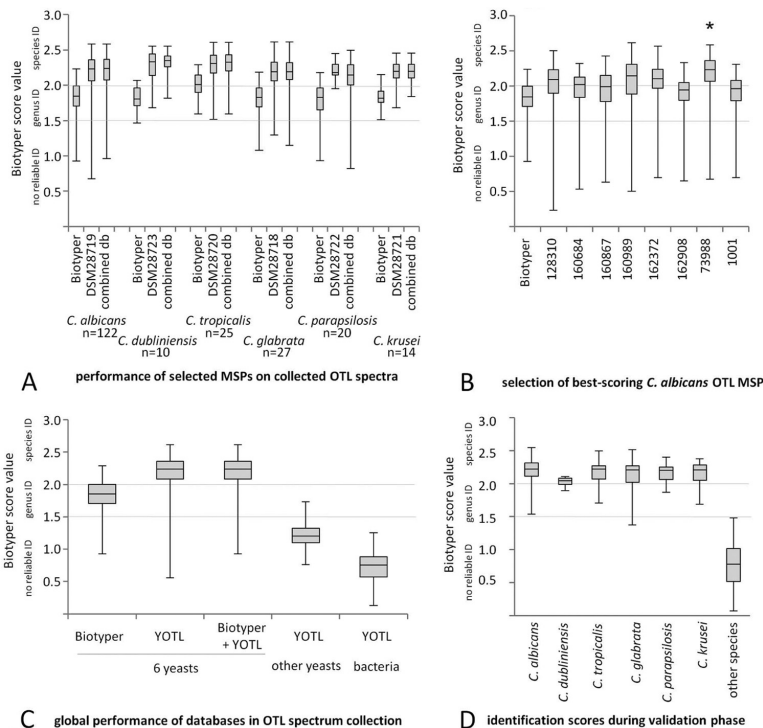 Biotyper score value
no reliable ID
genus ID
species ID
3.0
2.5
2.0
1.5
1.0
0.5
Biotyper
DSM28719
combined db
Biotyper
DSM28723
combined db
Biotyper
DSM28720
combined db
Biotyper
DSM28718
combined db
Biotyper
DSM28722
combined db
Biotyper
DSM28721
combined db
C. albicans
n=122
C. dubliniensis
n=10
C. tropicalis
n=25
C. glabrata
n=27
C. parapsilosis
n=20
C. krusei
n=14
A performance of selected MSPs on collected OTL spectra
Biotyper score value
no reliable ID
genus ID
species ID
3.0
2.5
2.0
1.5
1.0
0.5
*
Biotyper
128310
160684
160867
160989
162372
162908
73988
1001
B selection of best-scoring C. albicans OTL MSP
Biotyper score value
no reliable ID
genus ID
species ID
3.0
2.5
2.0
1.5
1.0
0.5
Biotyper
YOTL
Biotyper
+ YOTL
YOTL
YOTL
6 yeasts
other yeasts
bacteria
C global performance of databases in OTL spectrum collection
Biotyper score value
no reliable ID
genus ID
species ID
3.0
2.5
2.0
1.5
1.0
0.5
C. albicans
C. dubliniensis
C. tropicalis
C. glabrata
C. parapsilosis
C. krusei
other species
D identification scores during validation phase